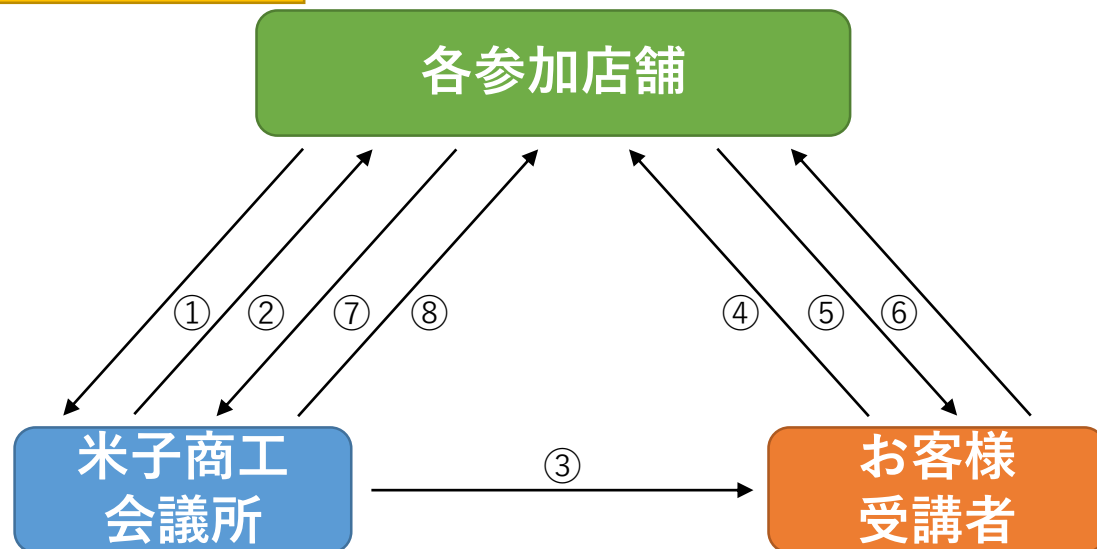 各参加店舗
①
②
⑦
⑧
④
⑤
⑥
③
米子商工
会議所
お客様
受講者